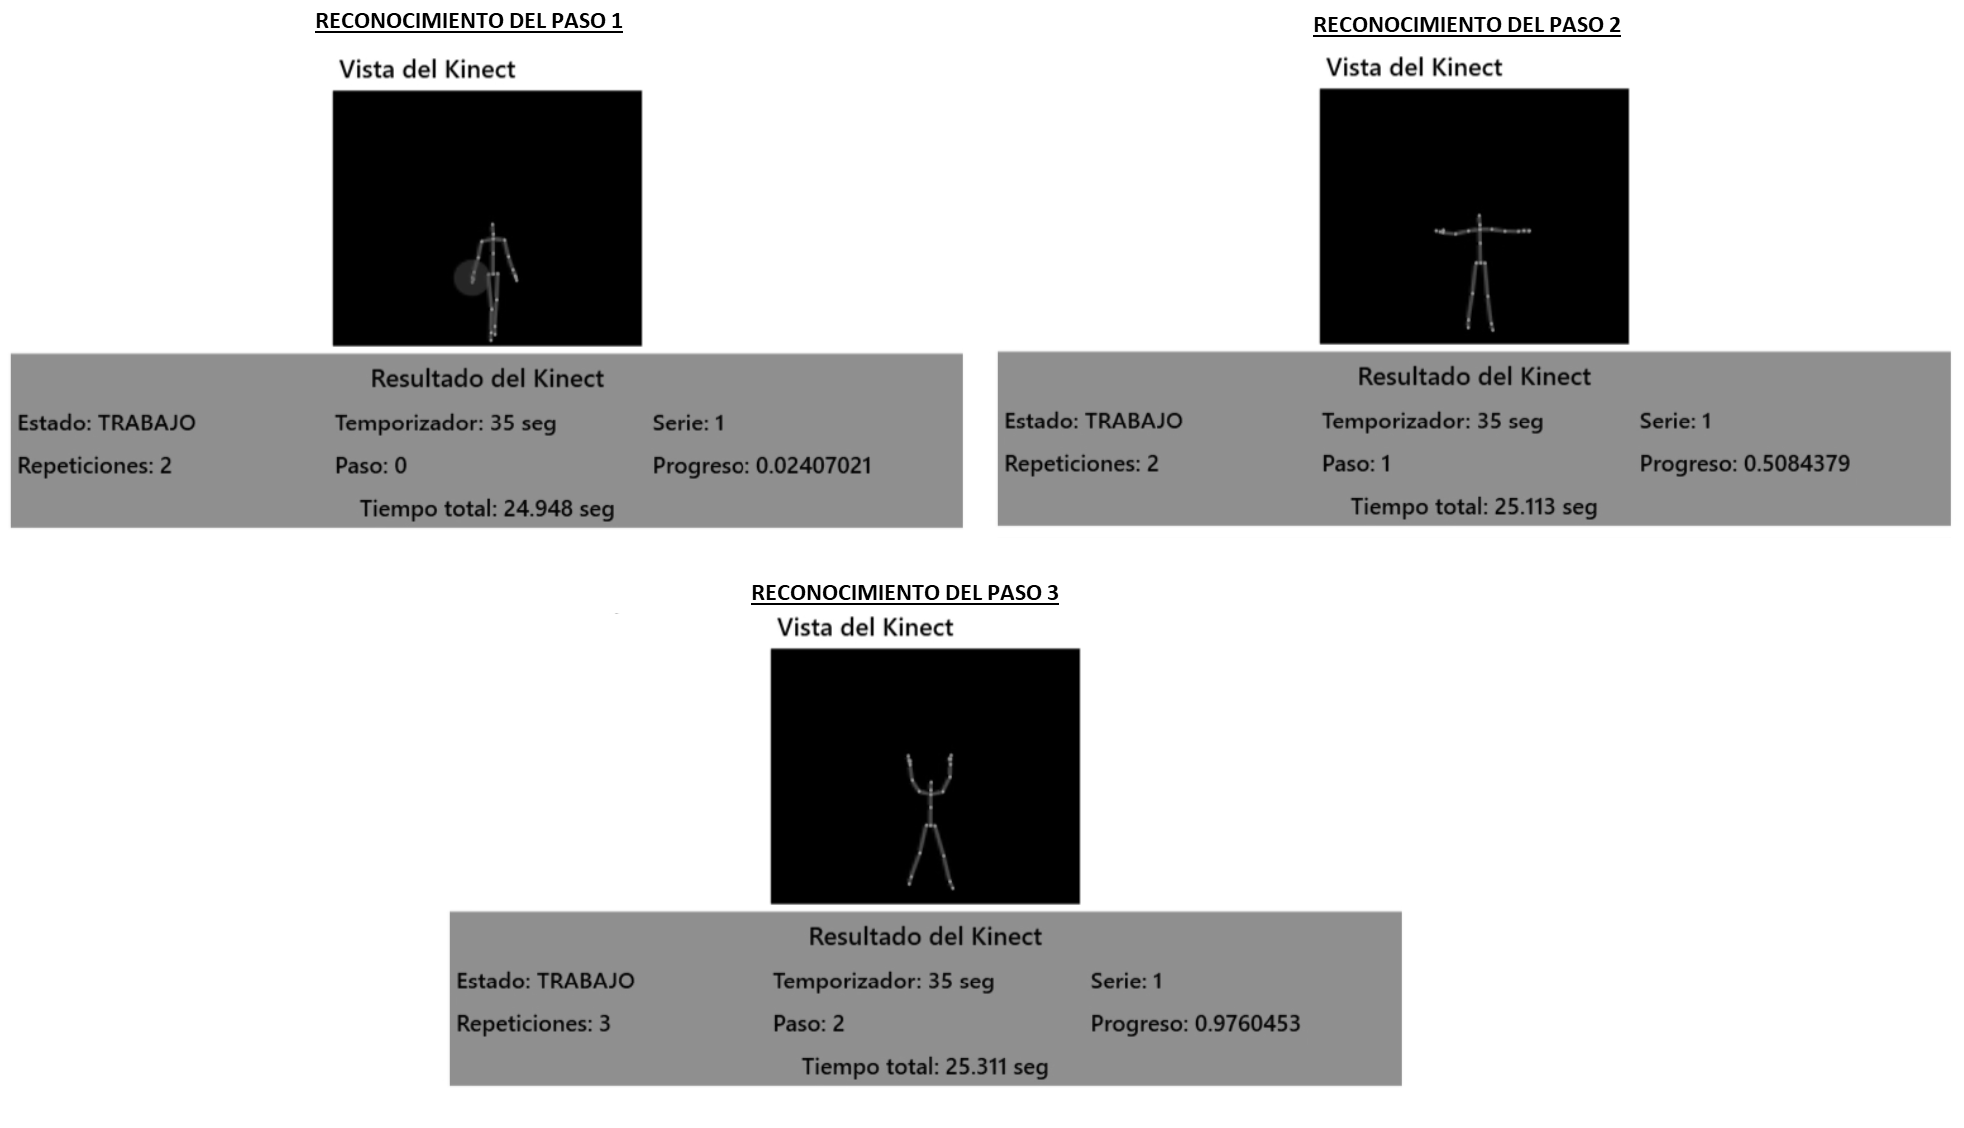 RECONOCIMIENTO DEL PASO 1
Vista del Kinect
Resultado del Kinect
Estado: TRABAJO Temporizador: 35 seg Serie: 1
Repeticiones: 2 Paso: 0 Progreso: 0.02407021
Tiempo total: 24.948 seg
RECONOCIMIENTO DEL PASO 2
Vista del Kinect
Resultado del Kinect
Estado: TRABAJO Temporizador: 35 seg Serie: 1
Repeticiones: 2 Paso: 1 Progreso: 0.5084379
Tiempo total: 25.113 seg
RECONOCIMIENTO DEL PASO 3
Vista del Kinect
Resultado del Kinect
Estado: TRABAJO Temporizador: 35 seg Serie: 1
Repeticiones: 3 Paso: 2 Progreso: 0.9760453
Tiempo total: 25.311 seg